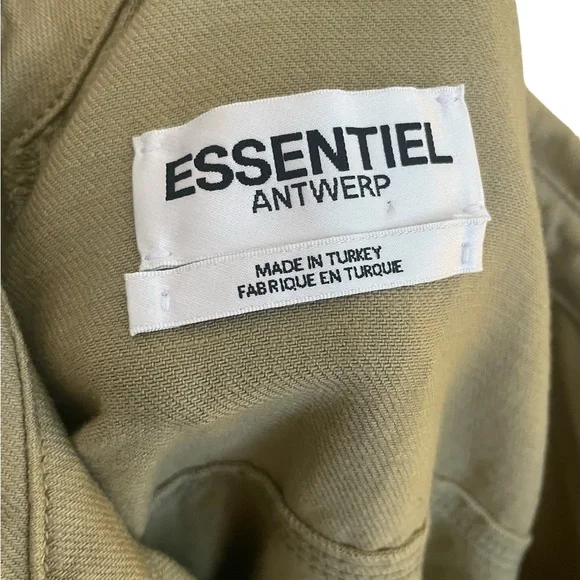 ESSENTIEL
ANTWERP
MADE IN TURKEY
FABRIQUE EN TURQUIE